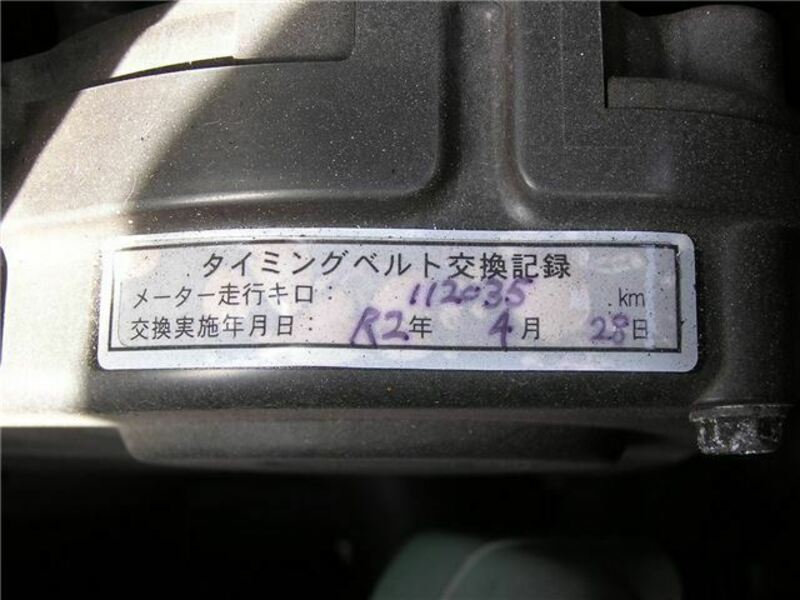 タイミングベルト交換記録
メーター走行キロ： 112035 km
交換実施年月日： R2年 4月 28日